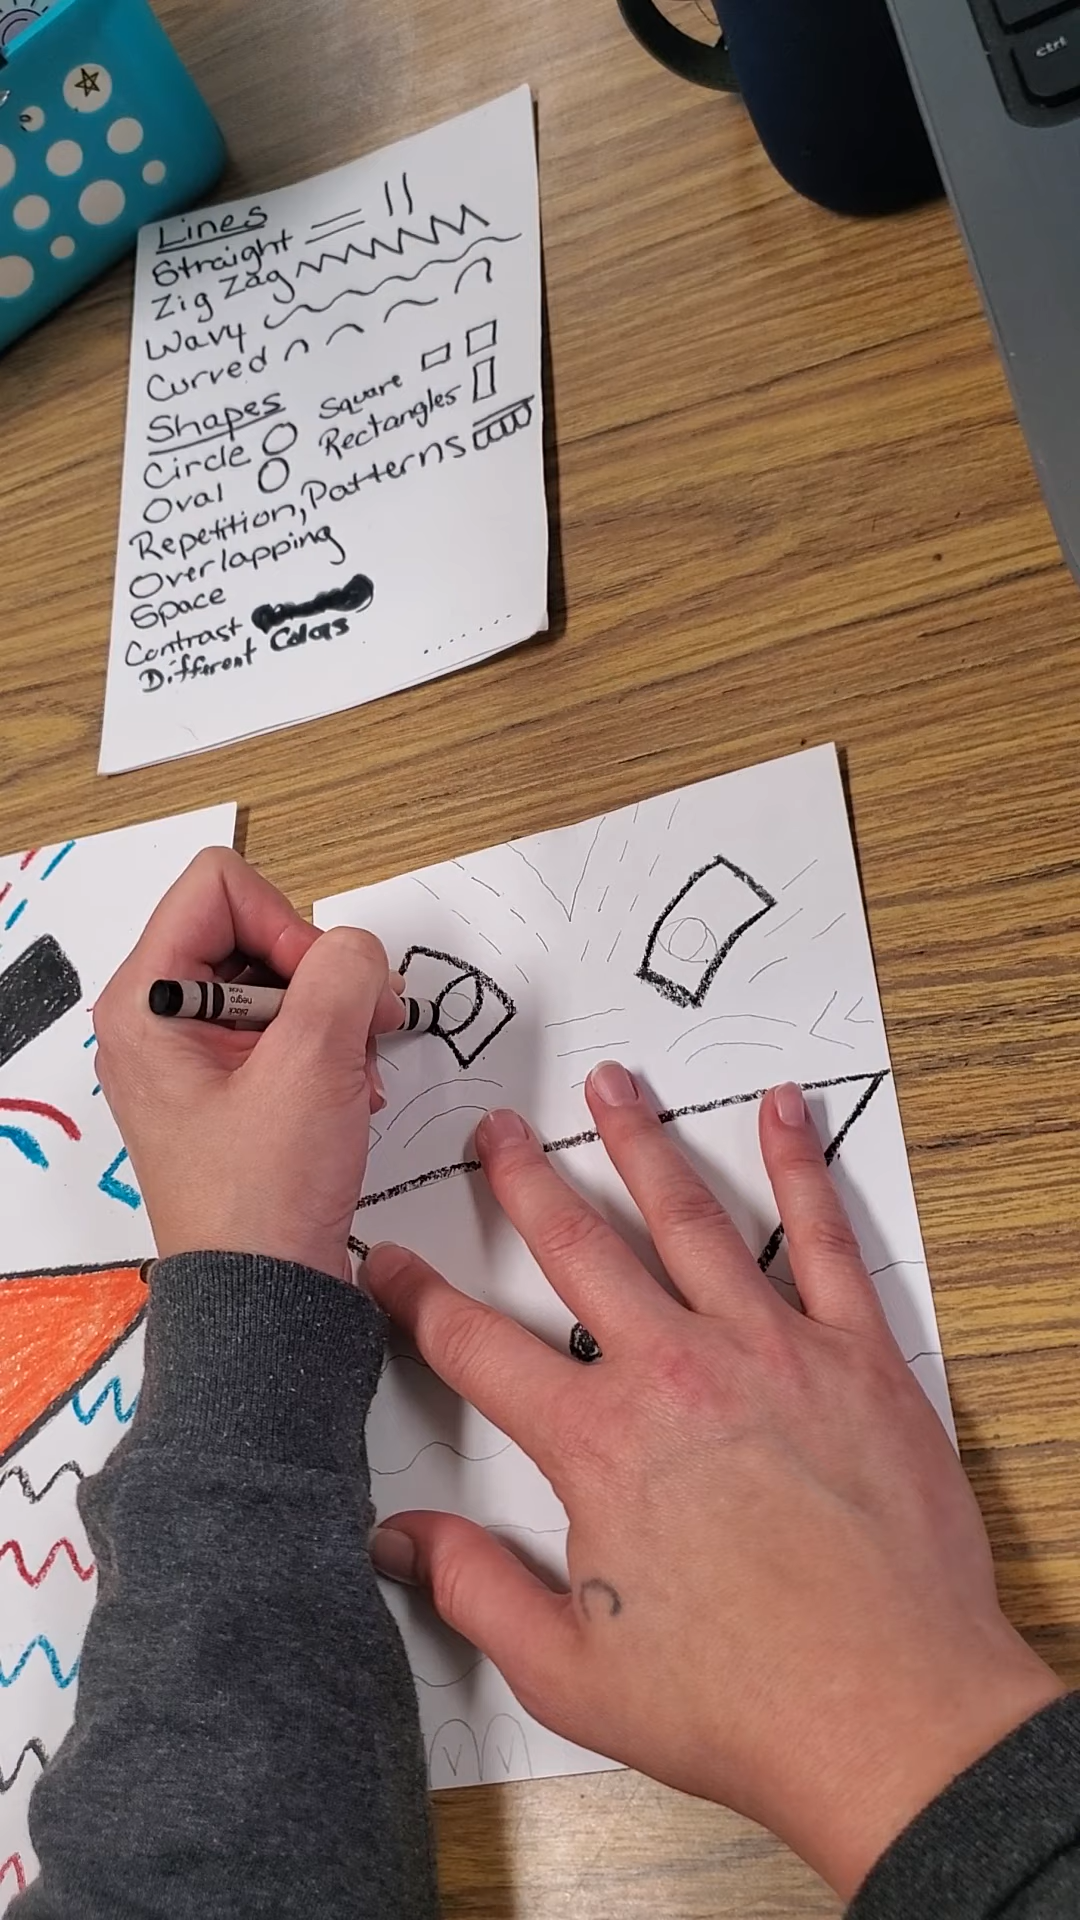 Lines
Straight
Zig Zag
Wavy
Curved
Shapes
Circle Square
Oval Rectangles
Repetition, Patterns
Overlapping
Space
Contrast
Different Colors
ctrl
black
negro
V V